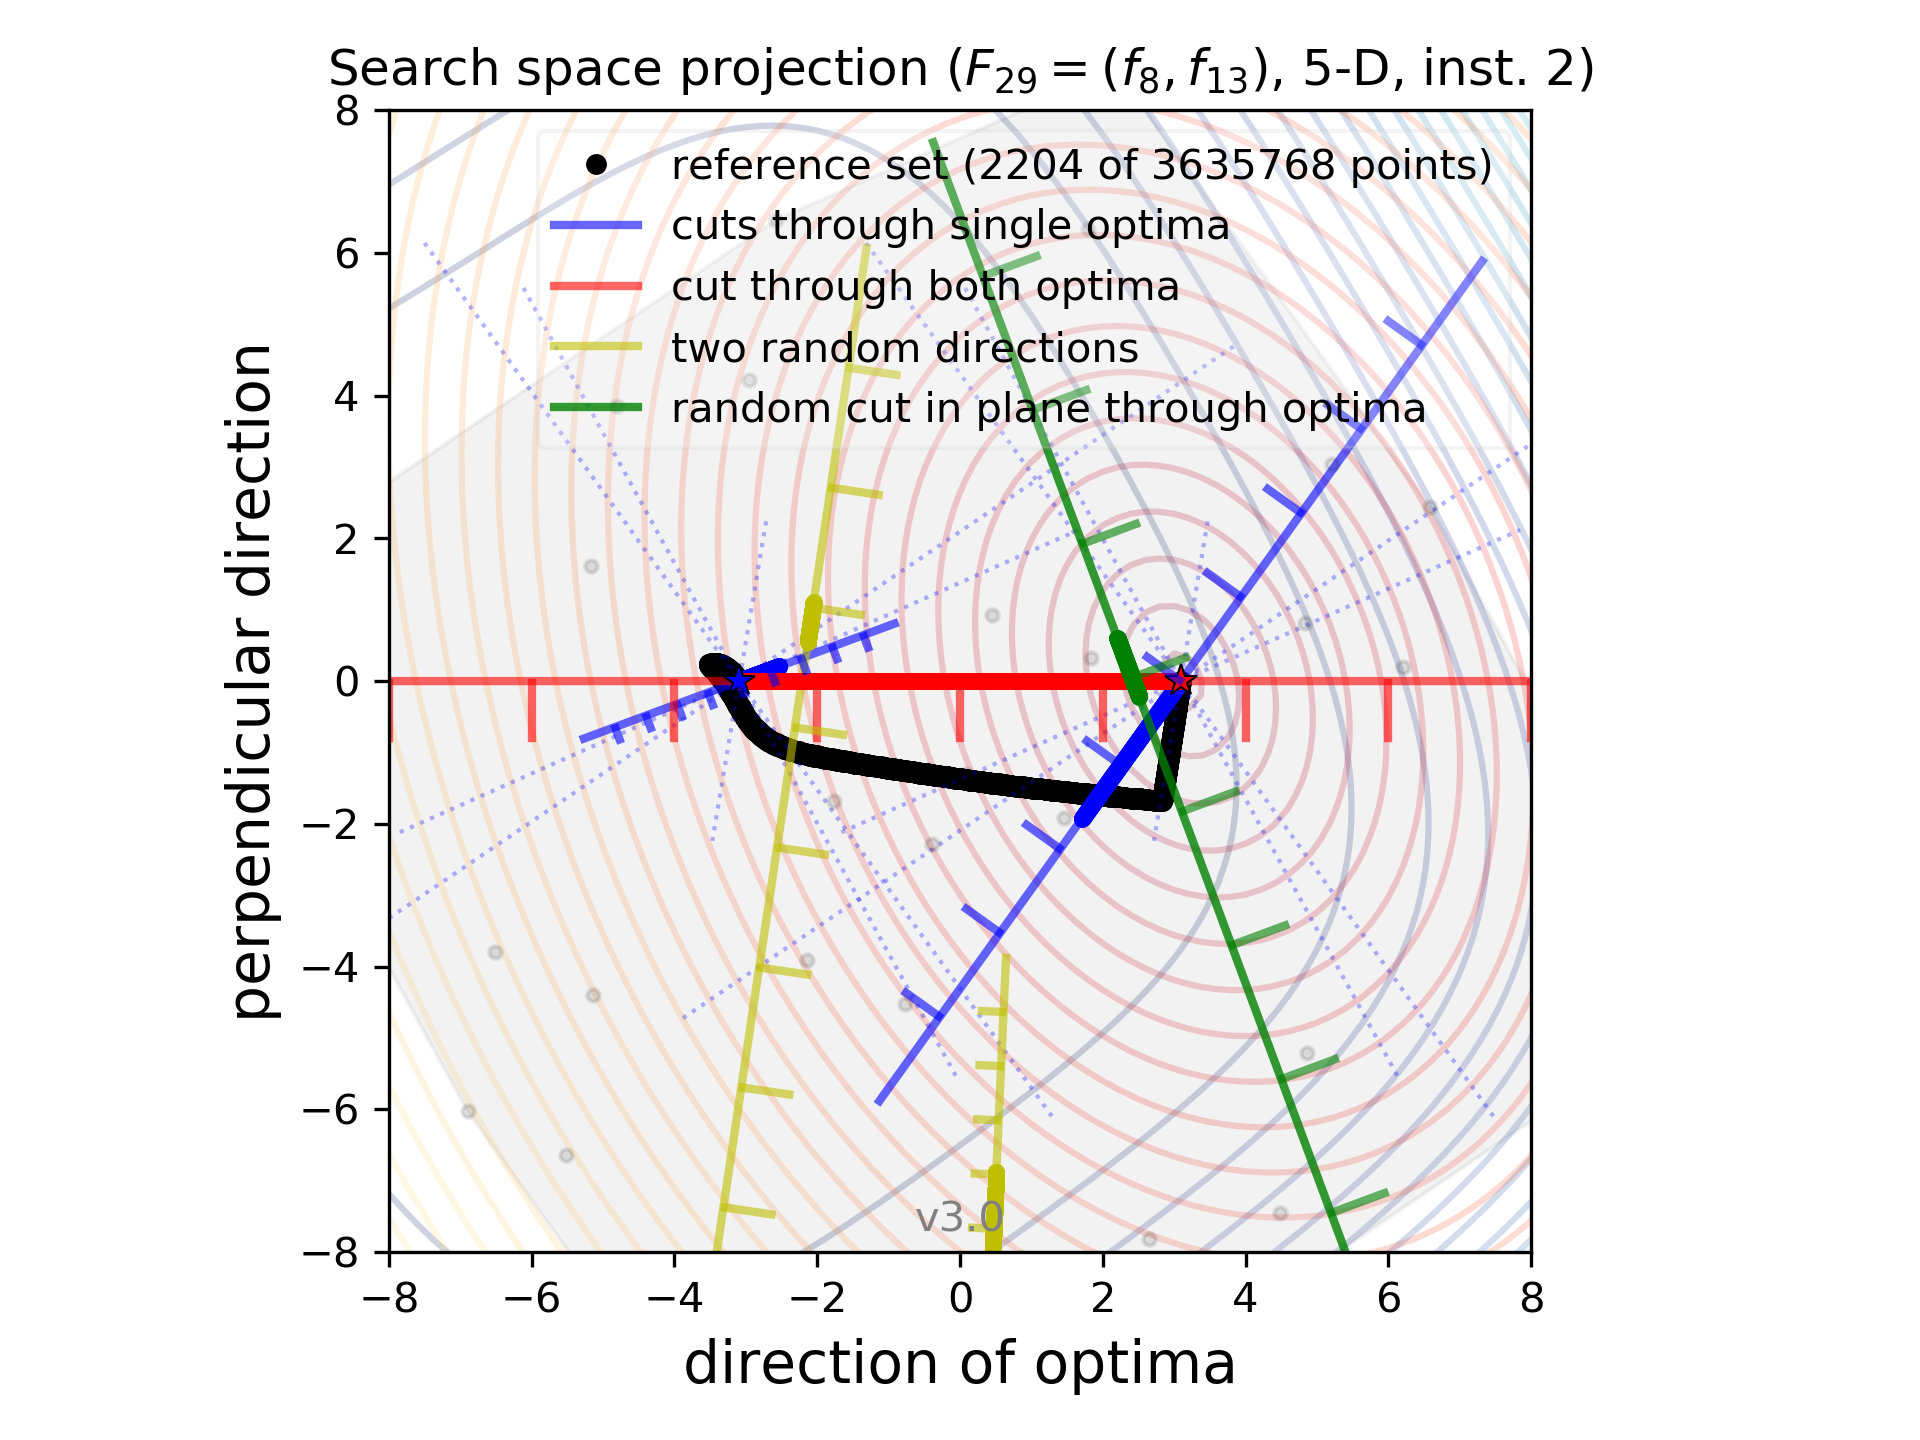 Search space projection (F₂₉ = (f₈, f₁₃), 5-D, inst. 2)
reference set (2204 of 3635768 points)
cuts through single optima
cut through both optima
two random directions
random cut in plane through optima
perpendicular direction
8
6
4
2
0
−2
−4
−6
−8
v3.0
−8 −6 −4 −2 0 2 4 6 8
direction of optima